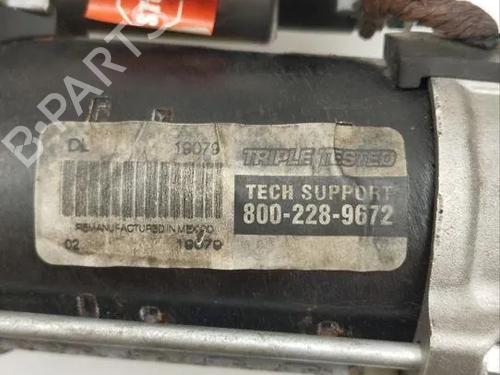 DL 19079
TRIPLE TESTED
TECH SUPPORT
800-228-9672
REMANUFACTURED IN MEXICO
02 19079
B-PARTS